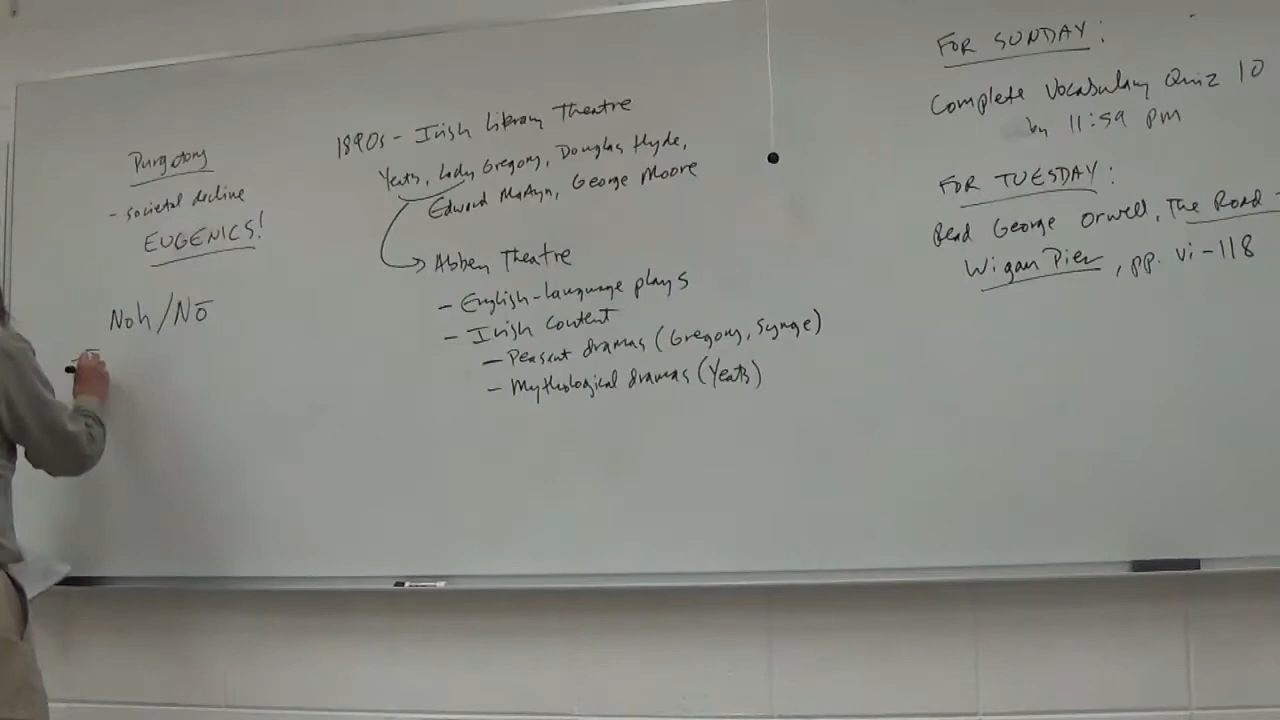 Purgatory
- societal decline
EUGENICS!
Noh/Nō
1890s - Irish Literary Theatre
Yeats, Lady Gregory, Douglas Hyde,
Edward Martyn, George Moore
Abbey Theatre
- English-language plays
- Irish content
- Peasant dramas (Gregory, Synge)
- Mythological dramas (Yeats)
FOR SUNDAY:
Complete Vocabulary Quiz 10
by 11:59 pm
FOR TUESDAY:
Read George Orwell, The Road
Wigan Pier, pp. vi-118